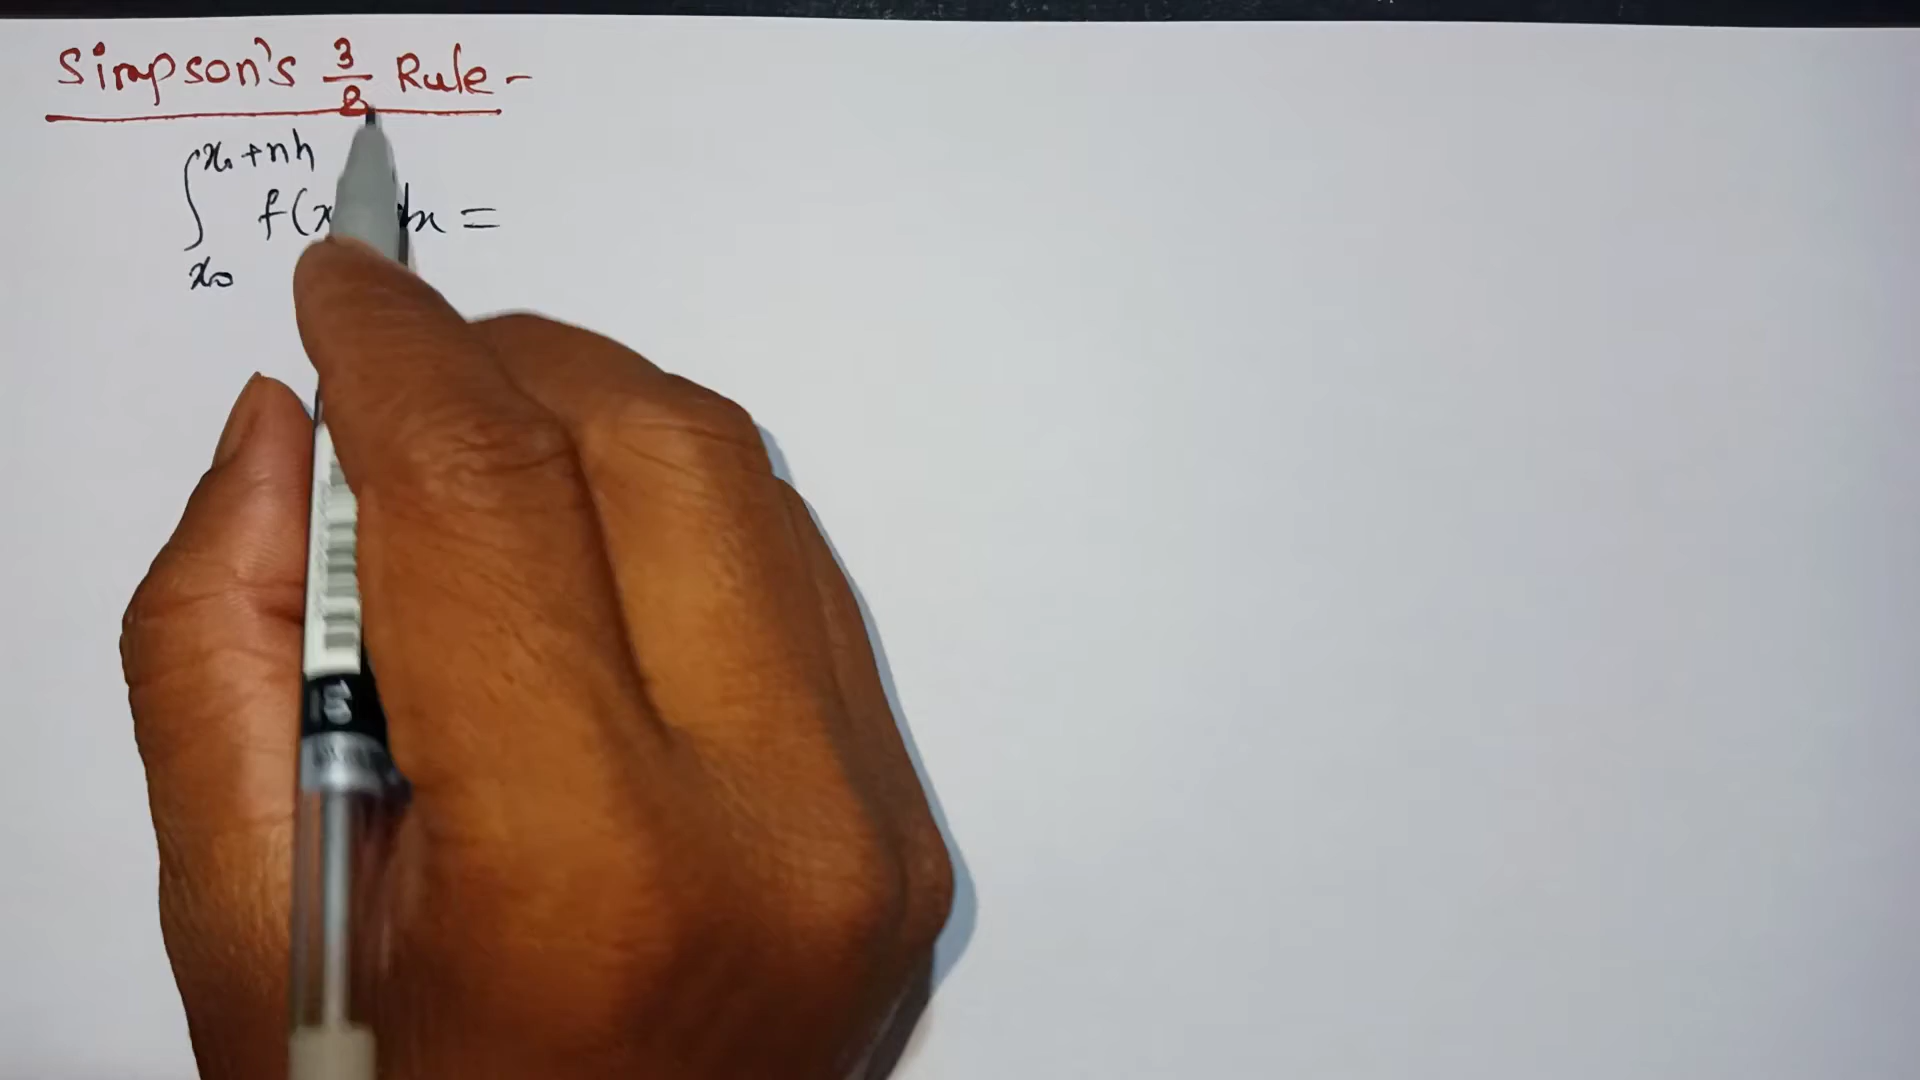 Simpson's 3/8 Rule -
∫ x₀+nh
f(x dx =
x₀